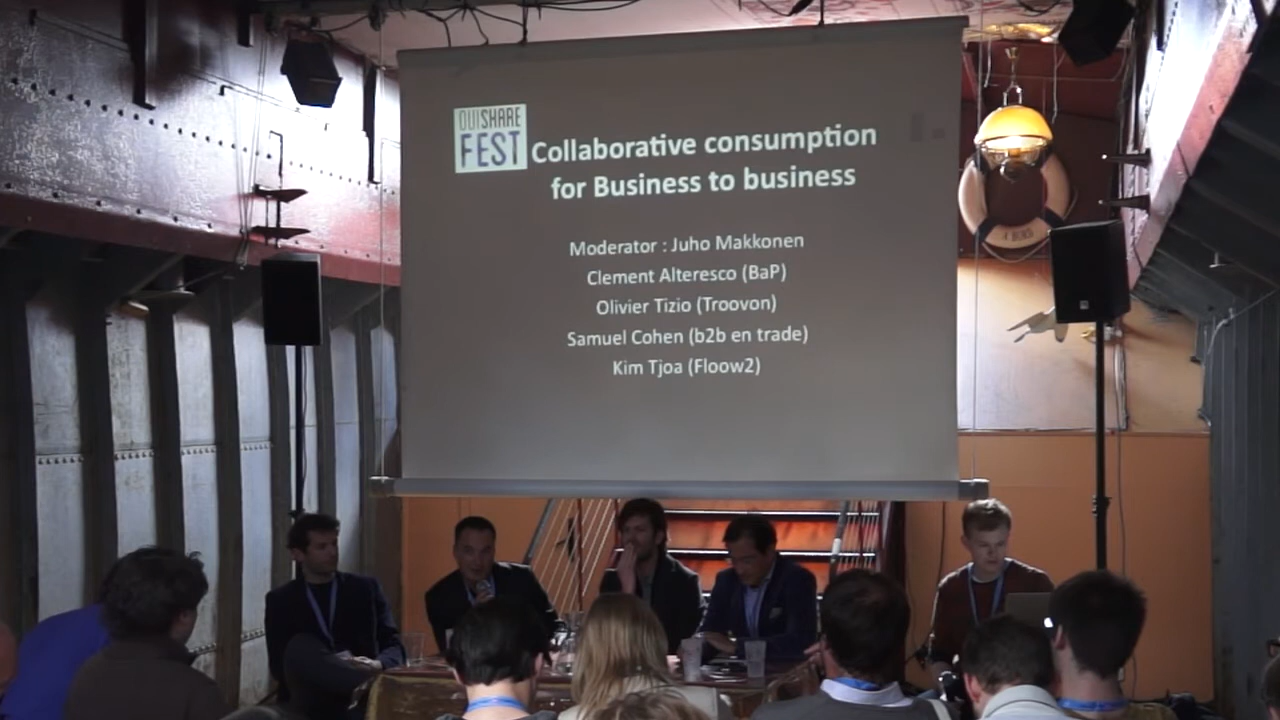 OUISHARE
FEST
Collaborative consumption
for Business to business
Moderator : Juho Makkonen
Clement Alteresco (BaP)
Olivier Tizio (Troovon)
Samuel Cohen (b2b en trade)
Kim Tjoa (Floow2)